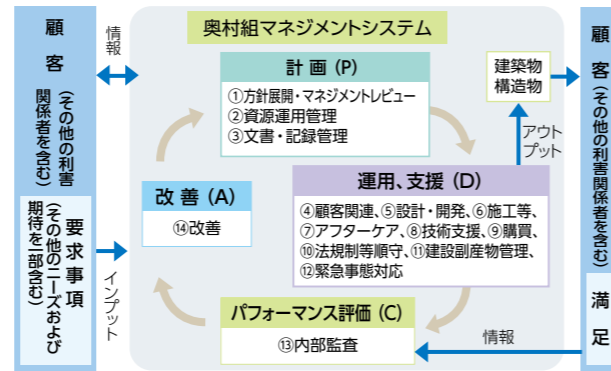 奥村組マネジメントシステム
顧客
(その他の利害
関係者を含む)
情報
要求事項
(その他のニーズおよび
期待を一部含む)
インプット
計画(P)
①方針展開・マネジメントレビュー
②資源運用管理
③文書・記録管理
運用、支援(D)
④顧客関連、⑤設計・開発、⑥施工等、
⑦アフターケア、⑧技術支援、⑨購買、
⑩法規制等順守、⑪建設副産物管理、
⑫緊急事態対応
パフォーマンス評価(C)
⑬内部監査
改善(A)
⑭改善
建築物
構造物
アウト
プット
顧客
(その他の利害関係者を含む)
満足
情報